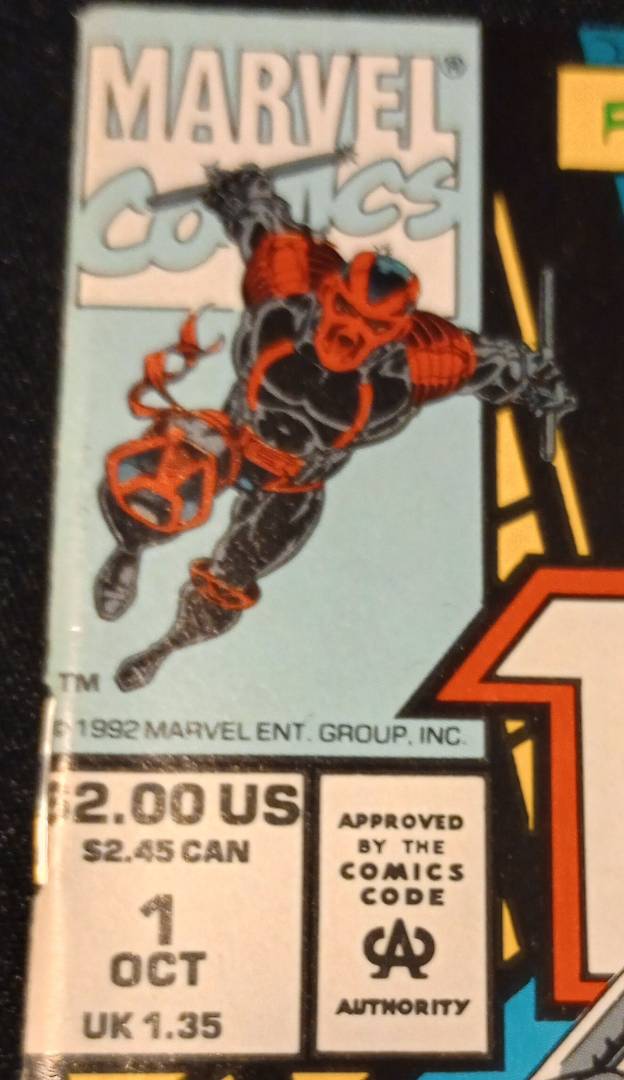 MARVEL®
COMICS
TM
© 1992 MARVEL ENT. GROUP, INC.
$2.00 US
$2.45 CAN
1
OCT
UK 1.35
APPROVED
BY THE
COMICS
CODE
AUTHORITY